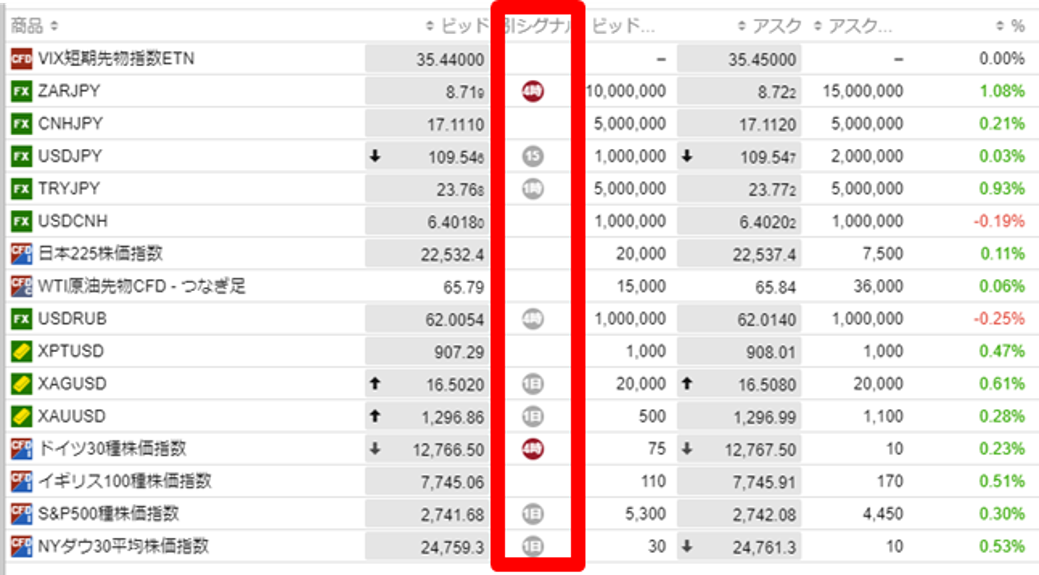 商品 ビッド 引シグナル ビッド... アスク アスク... %
CFD VIX短期先物指数ETN 35.44000 – 35.45000 – 0.00%
FX ZARJPY 8.719 4時 10,000,000 8.722 15,000,000 1.08%
FX CNHJPY 17.1110 5,000,000 17.1120 5,000,000 0.21%
FX USDJPY 109.546 15 1,000,000 109.547 2,000,000 0.03%
FX TRYJPY 23.768 1時 5,000,000 23.772 5,000,000 0.93%
FX USDCNH 6.40180 1,000,000 6.40202 1,000,000 -0.19%
CFD I 日本225株価指数 22,532.4 20,000 22,537.4 7,500 0.11%
CFD C WTI原油先物CFD - つなぎ足 65.79 15,000 65.84 36,000 0.06%
FX USDRUB 62.0054 4時 1,000,000 62.0140 1,000,000 -0.25%
XPTUSD 907.29 1,000 908.01 1,000 0.47%
XAGUSD 16.5020 1日 20,000 16.5080 20,000 0.61%
XAUUSD 1,296.86 1日 500 1,296.99 1,100 0.28%
CFD I ドイツ30種株価指数 12,766.50 4時 75 12,767.50 10 0.23%
CFD I イギリス100種株価指数 7,745.06 110 7,745.91 170 0.51%
CFD I S&P500種株価指数 2,741.68 1日 5,300 2,742.08 4,450 0.30%
CFD I NYダウ30平均株価指数 24,759.3 1日 30 24,761.3 10 0.53%